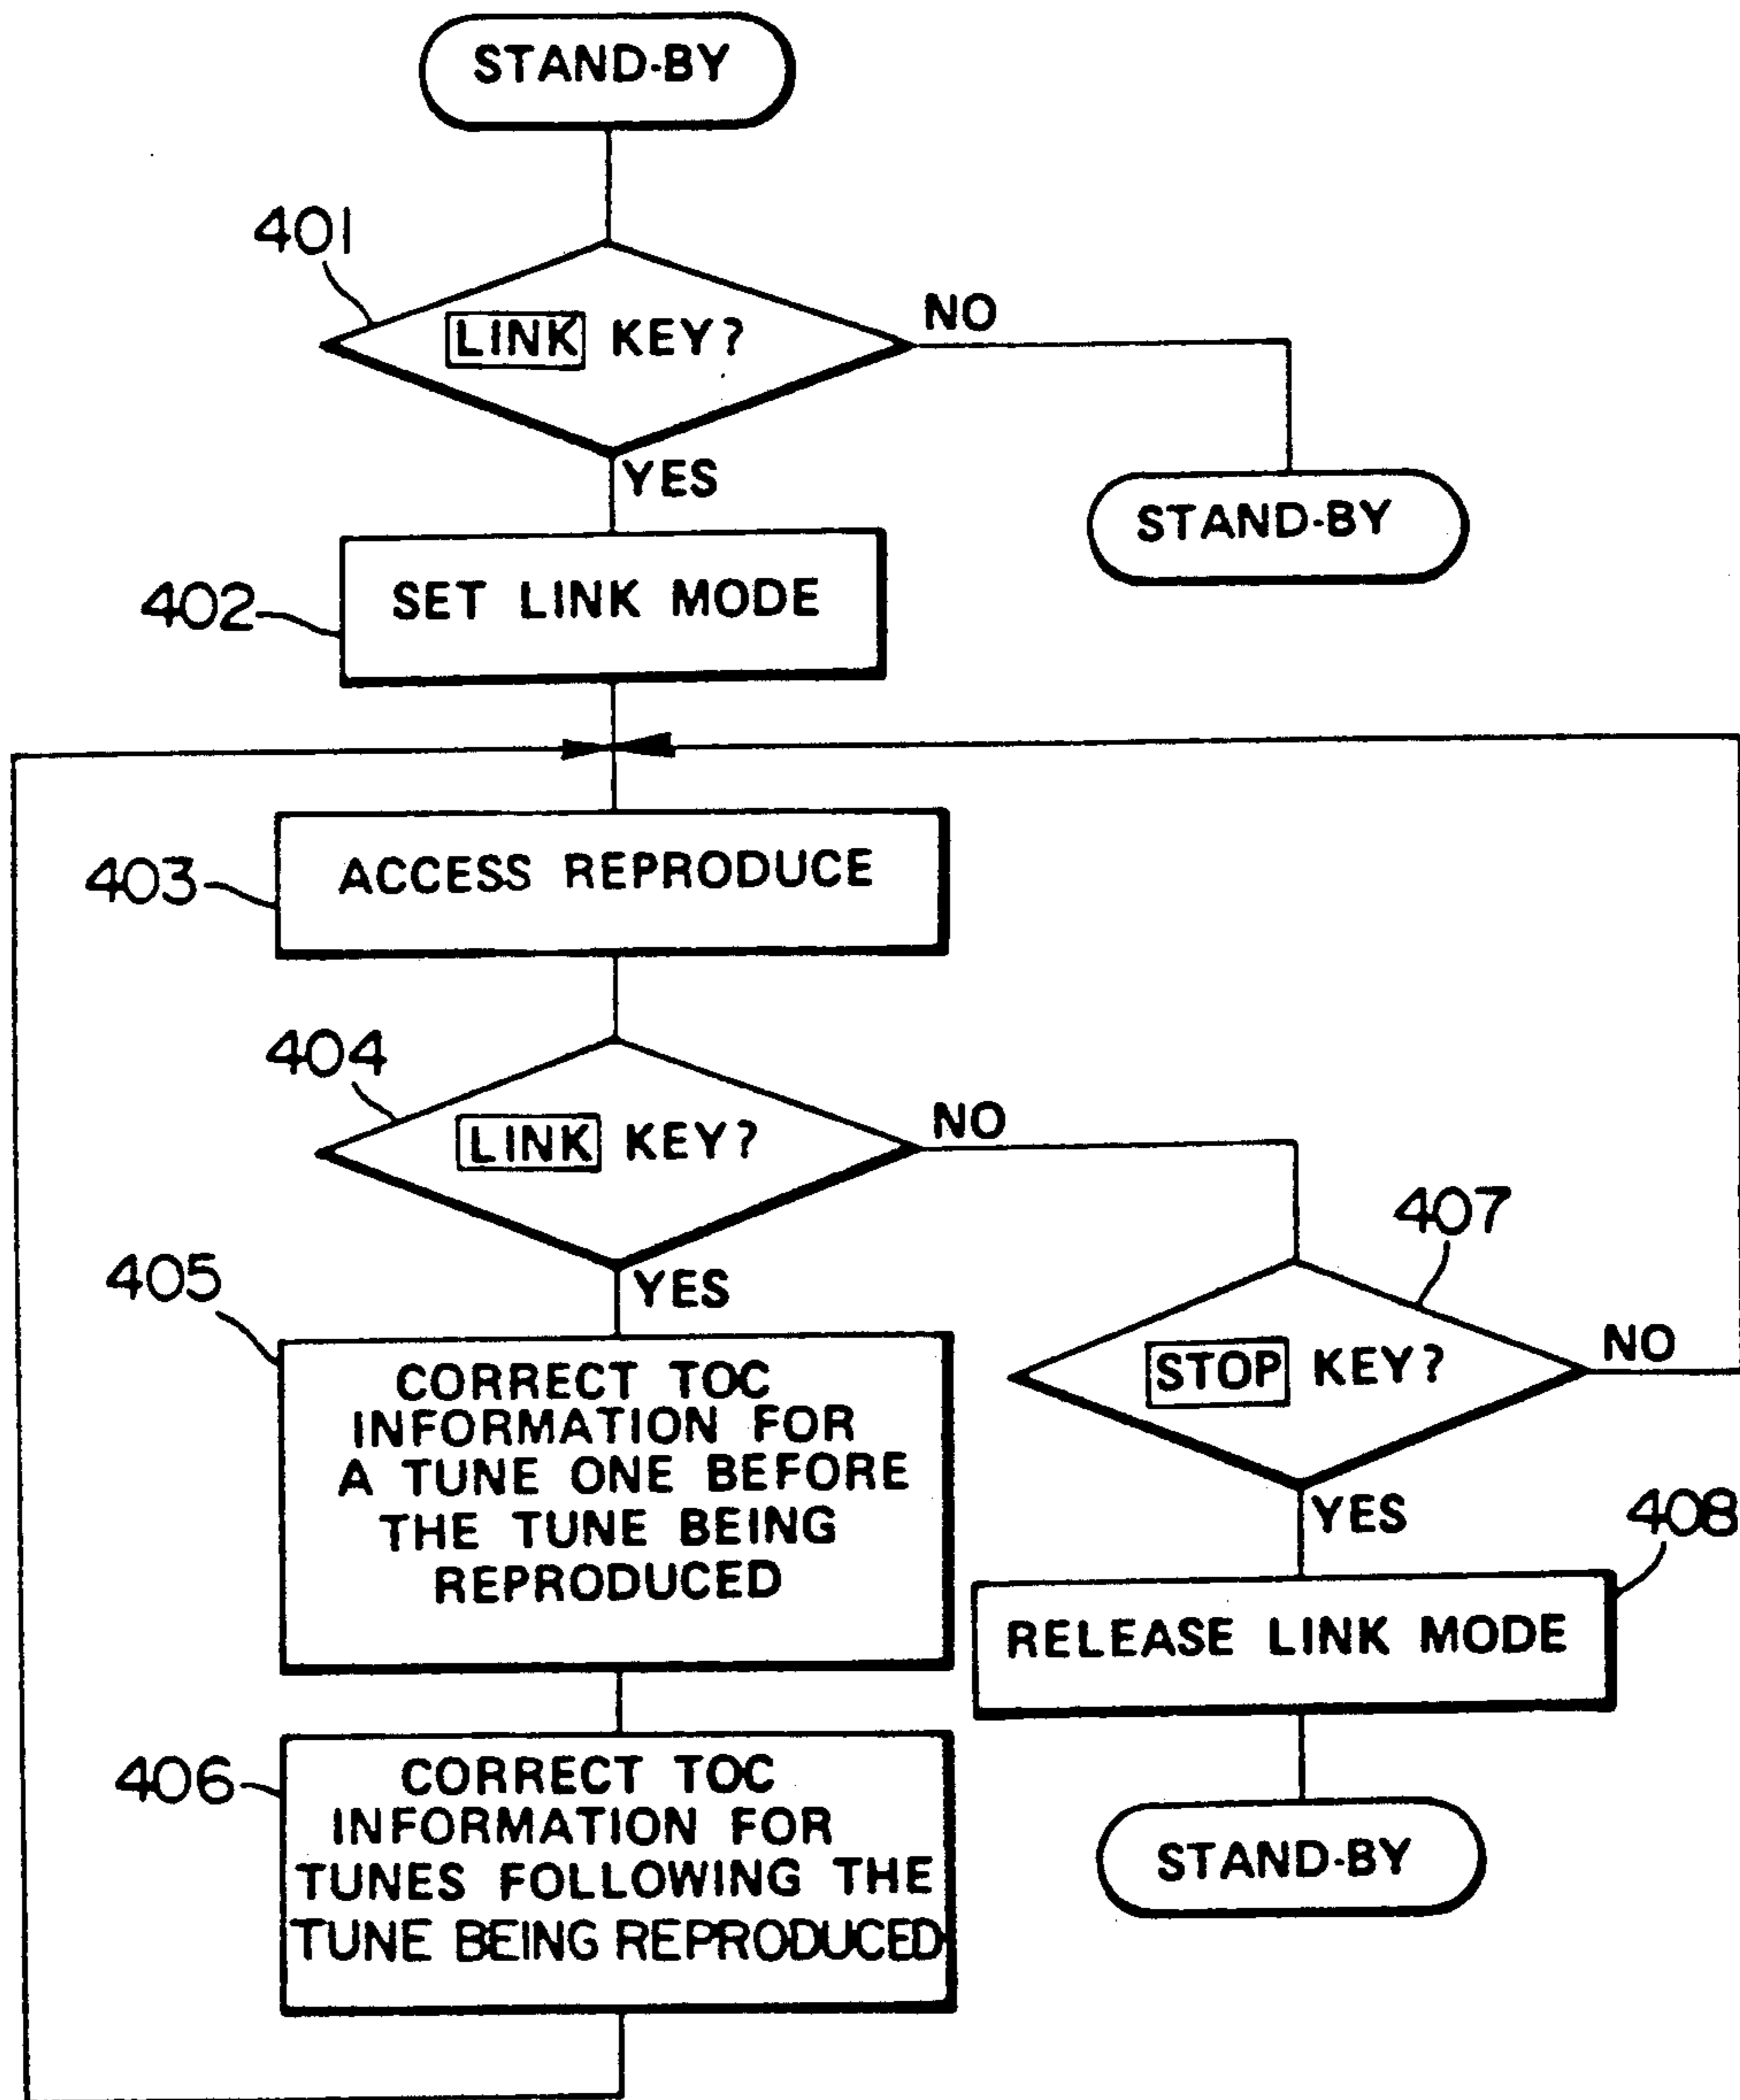 STAND-BY
401
LINK KEY?
NO
YES
STAND-BY
402
SET LINK MODE
403
ACCESS REPRODUCE
404
LINK KEY?
NO
407
405
YES
STOP KEY?
NO
CORRECT TOC
INFORMATION FOR
A TUNE ONE BEFORE
THE TUNE BEING
REPRODUCED
YES
408
RELEASE LINK MODE
406
CORRECT TOC
INFORMATION FOR
TUNES FOLLOWING THE
TUNE BEING REPRODUCED
STAND-BY